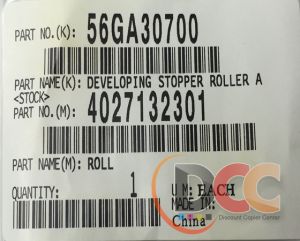 PART NO.(K): 56GA30700
PART NAME(K): DEVELOPING STOPPER ROLLER A
<STOCK>
PART NO.(M): 4027132301
PART NAME(M): ROLL
QUANTITY: 1 U.M: EACH
MADE IN:
China
DCC
Discount Copier Center